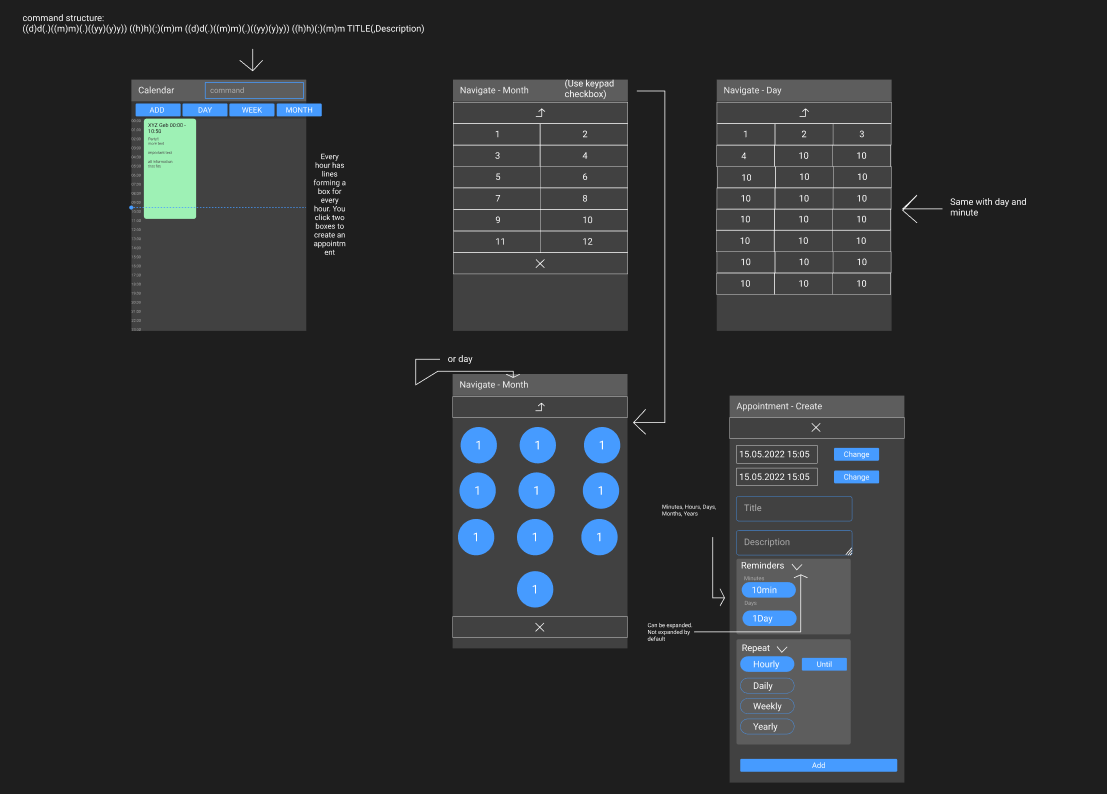 command structure:
((d)d(.)((m)m)(.)((yy)(y)y)) ((h)h)(:)(m)m ((d)d(.)((m)m)(.)((yy)(y)y)) ((h)h)(:)(m)m TITLE(,Description)
Calendar
command
ADD DAY WEEK MONTH
XYZ Geb 00:00 -
10:50
important text
all information
Every
hour has
lines
forming a
box for
every
hour. You
click two
boxes to
create an
appointm
ent
Navigate - Month
(Use keypad
checkbox)
1 2
3 4
5 6
7 8
9 10
11 12
Navigate - Day
1 2 3
4 10 10
10 10 10
10 10 10
10 10 10
10 10 10
10 10 10
10 10 10
Same with day and
minute
or day
Navigate - Month
1 1 1
1 1 1
1 1 1
1
Appointment - Create
15.05.2022 15:05 Change
15.05.2022 15:05 Change
Title
Description
Minutes, Hours, Days,
Months, Years
Reminders
Minutes
10min
Days
1Day
Can be expanded.
Not expanded by
default
Repeat
Hourly Until
Daily
Weekly
Yearly
Add